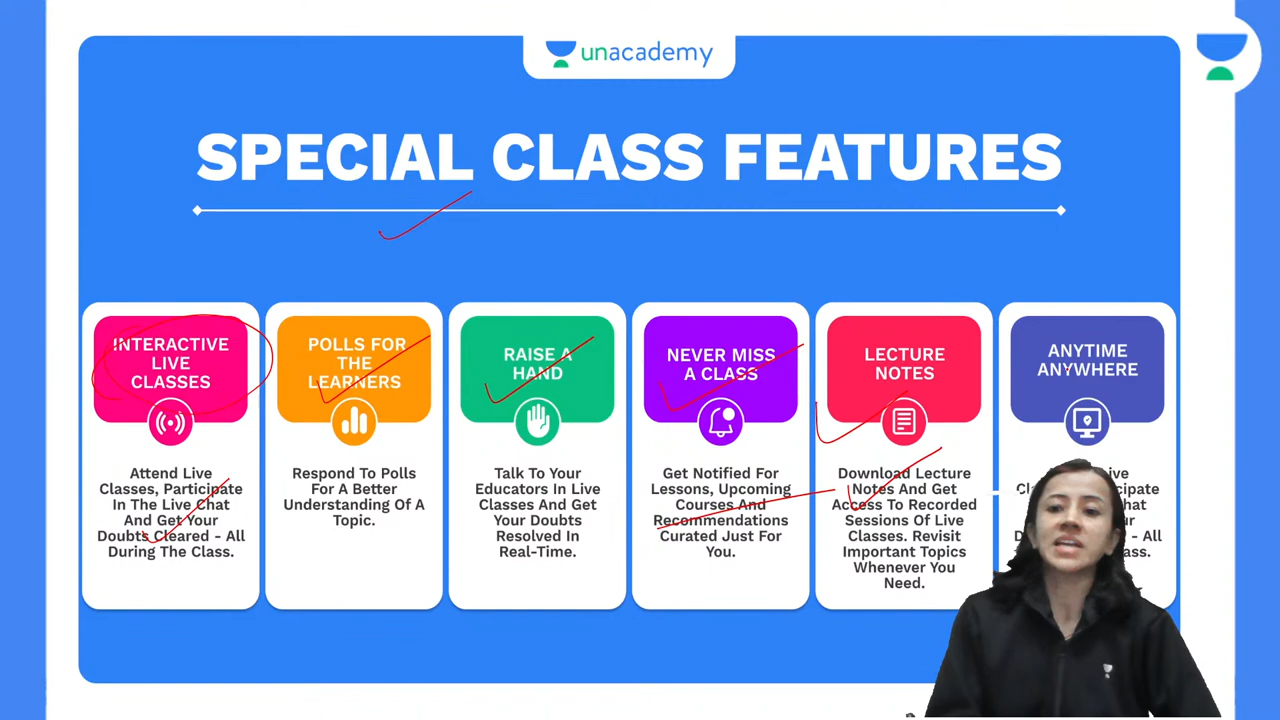 unacademy
SPECIAL CLASS FEATURES
INTERACTIVE
LIVE
CLASSES
Attend Live
Classes, Participate
In The Live Chat
And Get Your
Doubts Cleared - All
During The Class.
POLLS FOR
THE
LEARNERS
Respond To Polls
For A Better
Understanding Of A
Topic.
RAISE A
HAND
Talk To Your
Educators In Live
Classes And Get
Your Doubts
Resolved In
Real-Time.
NEVER MISS
A CLASS
Get Notified For
Lessons, Upcoming
Courses And
Recommendations
Curated Just For
You.
LECTURE
NOTES
Download Lecture
Notes And Get
Access To Recorded
Sessions Of Live
Classes. Revisit
Important Topics
Whenever You
Need.
ANYTIME
ANYWHERE
- All